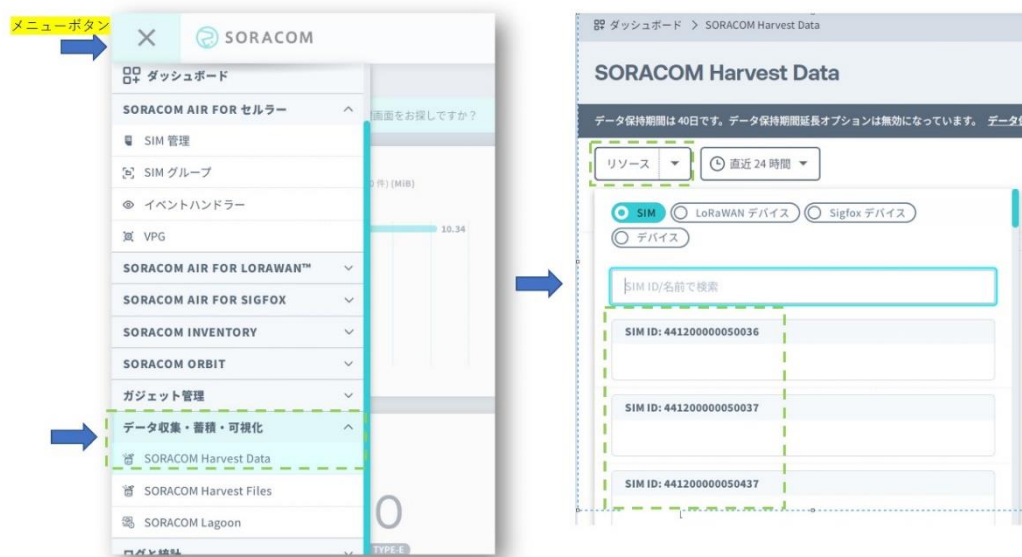 メニューボタン
SORACOM
ダッシュボード
SORACOM AIR FOR セルラー
画面をお探しですか？
SIM 管理
SIM グループ
件) (MiB)
イベントハンドラー
10.34
VPG
SORACOM AIR FOR LORAWAN™
SORACOM AIR FOR SIGFOX
SORACOM INVENTORY
SORACOM ORBIT
ガジェット管理
データ収集・蓄積・可視化
SORACOM Harvest Data
SORACOM Harvest Files
SORACOM Lagoon
0
ログと統計
TYPE-E
ダッシュボード > SORACOM Harvest Data
SORACOM Harvest Data
データ保持期間は 40日です。データ保持期間延長オプションは無効になっています。 データ
リソース
直近 24 時間
SIM
LoRaWAN デバイス
Sigfox デバイス
デバイス
SIM ID/名前で検索
SIM ID: 441200000050036
SIM ID: 441200000050037
SIM ID: 441200000050437